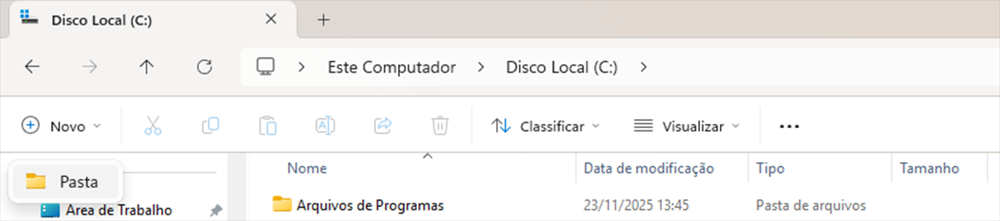 Disco Local (C:)
Este Computador > Disco Local (C:) >
Novo Classificar Visualizar ...
Nome Data de modificação Tipo Tamanho
Pasta
Área de Trabalho
Arquivos de Programas 23/11/2025 13:45 Pasta de arquivos